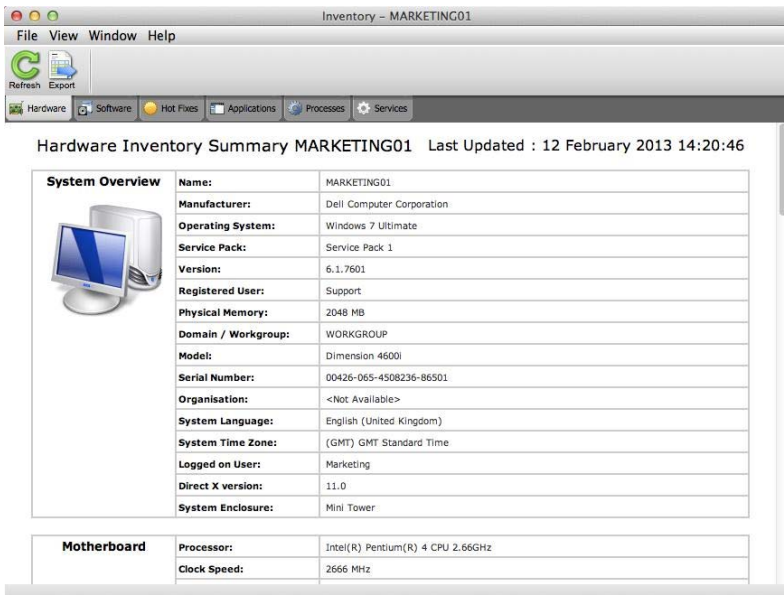 Inventory – MARKETING01
File View Window Help
Refresh Export
Hardware Software Hot Fixes Applications Processes Services
Hardware Inventory Summary MARKETING01 Last Updated : 12 February 2013 14:20:46
System Overview Name: MARKETING01
Manufacturer: Dell Computer Corporation
Operating System: Windows 7 Ultimate
Service Pack: Service Pack 1
Version: 6.1.7601
Registered User: Support
Physical Memory: 2048 MB
Domain / Workgroup: WORKGROUP
Model: Dimension 4600i
Serial Number: 00426-065-4508236-86501
Organisation: <Not Available>
System Language: English (United Kingdom)
System Time Zone: (GMT) GMT Standard Time
Logged on User: Marketing
Direct X version: 11.0
System Enclosure: Mini Tower
Motherboard Processor: Intel(R) Pentium(R) 4 CPU 2.66GHz
Clock Speed: 2666 MHz